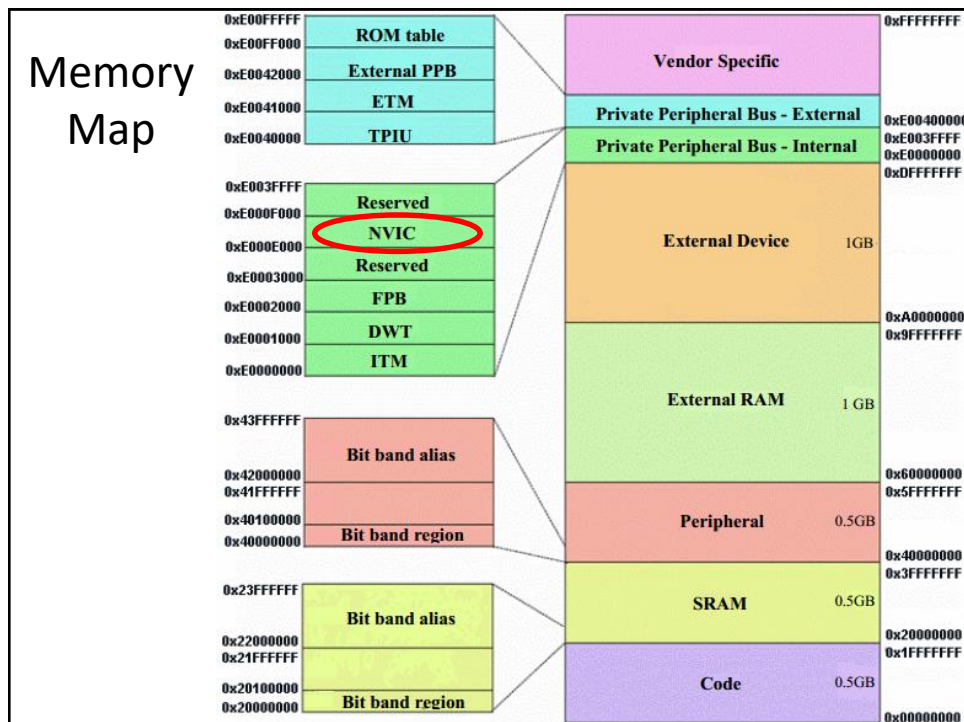 Memory
Map
0xE00FFFFF
ROM table
0xE00FF000
External PPB
0xE0042000
ETM
0xE0041000
TPIU
0xE0040000
0xE003FFFF
Reserved
0xE000F000
NVIC
0xE000E000
Reserved
0xE0003000
FPB
0xE0002000
DWT
0xE0001000
ITM
0xE0000000
0x43FFFFFF
Bit band alias
0x42000000
0x41FFFFFF
0x40100000
Bit band region
0x40000000
0x23FFFFFF
Bit band alias
0x22000000
0x21FFFFFF
0x20100000
Bit band region
0x20000000
0xFFFFFFFF
Vendor Specific
Private Peripheral Bus - External
0xE0040000
0xE003FFFF
Private Peripheral Bus - Internal
0xE0000000
0xDFFFFFFF
External Device 1GB
0xA0000000
0x9FFFFFFF
External RAM 1 GB
0x60000000
0x5FFFFFFF
Peripheral 0.5GB
0x40000000
0x3FFFFFFF
SRAM 0.5GB
0x20000000
0x1FFFFFFF
Code 0.5GB
0x00000000